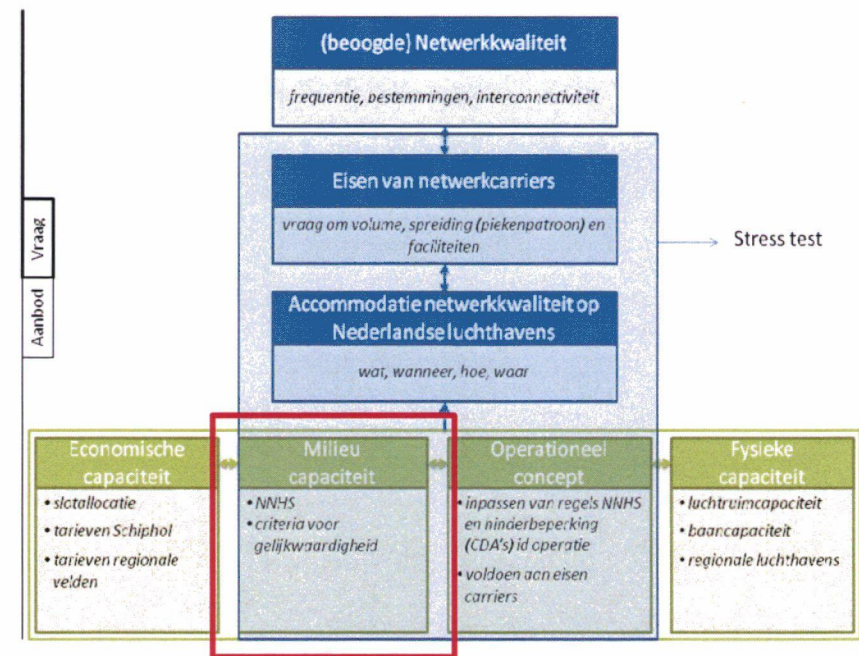 (beoogde) Netwerkkwaliteit
frequentie, bestemmingen, interconnectiviteit
Eisen van netwerkcarriers
vraag om volume, spreiding (piekenpatroon) en
faciliteiten
Stress test
Vraag
Aanbod
Accommodatie netwerkkwaliteit op
Nederlandse luchthavens
wat, wanneer, hoe, waar
Economische
capaciteit
• slotallocatie
• tarieven Schiphol
• tarieven regionale
velden
Milieu
capaciteit
• NNHS
• criteria voor
gelijkwaardigheid
Operationeel
concept
• inpassen van regels NNHS
en hinderbeperking
(CDA's) id operatie
• voldoen aan eisen
carriers
Fysieke
capaciteit
• luchtruimcapaciteit
• baancapaciteit
• regionale luchthavens